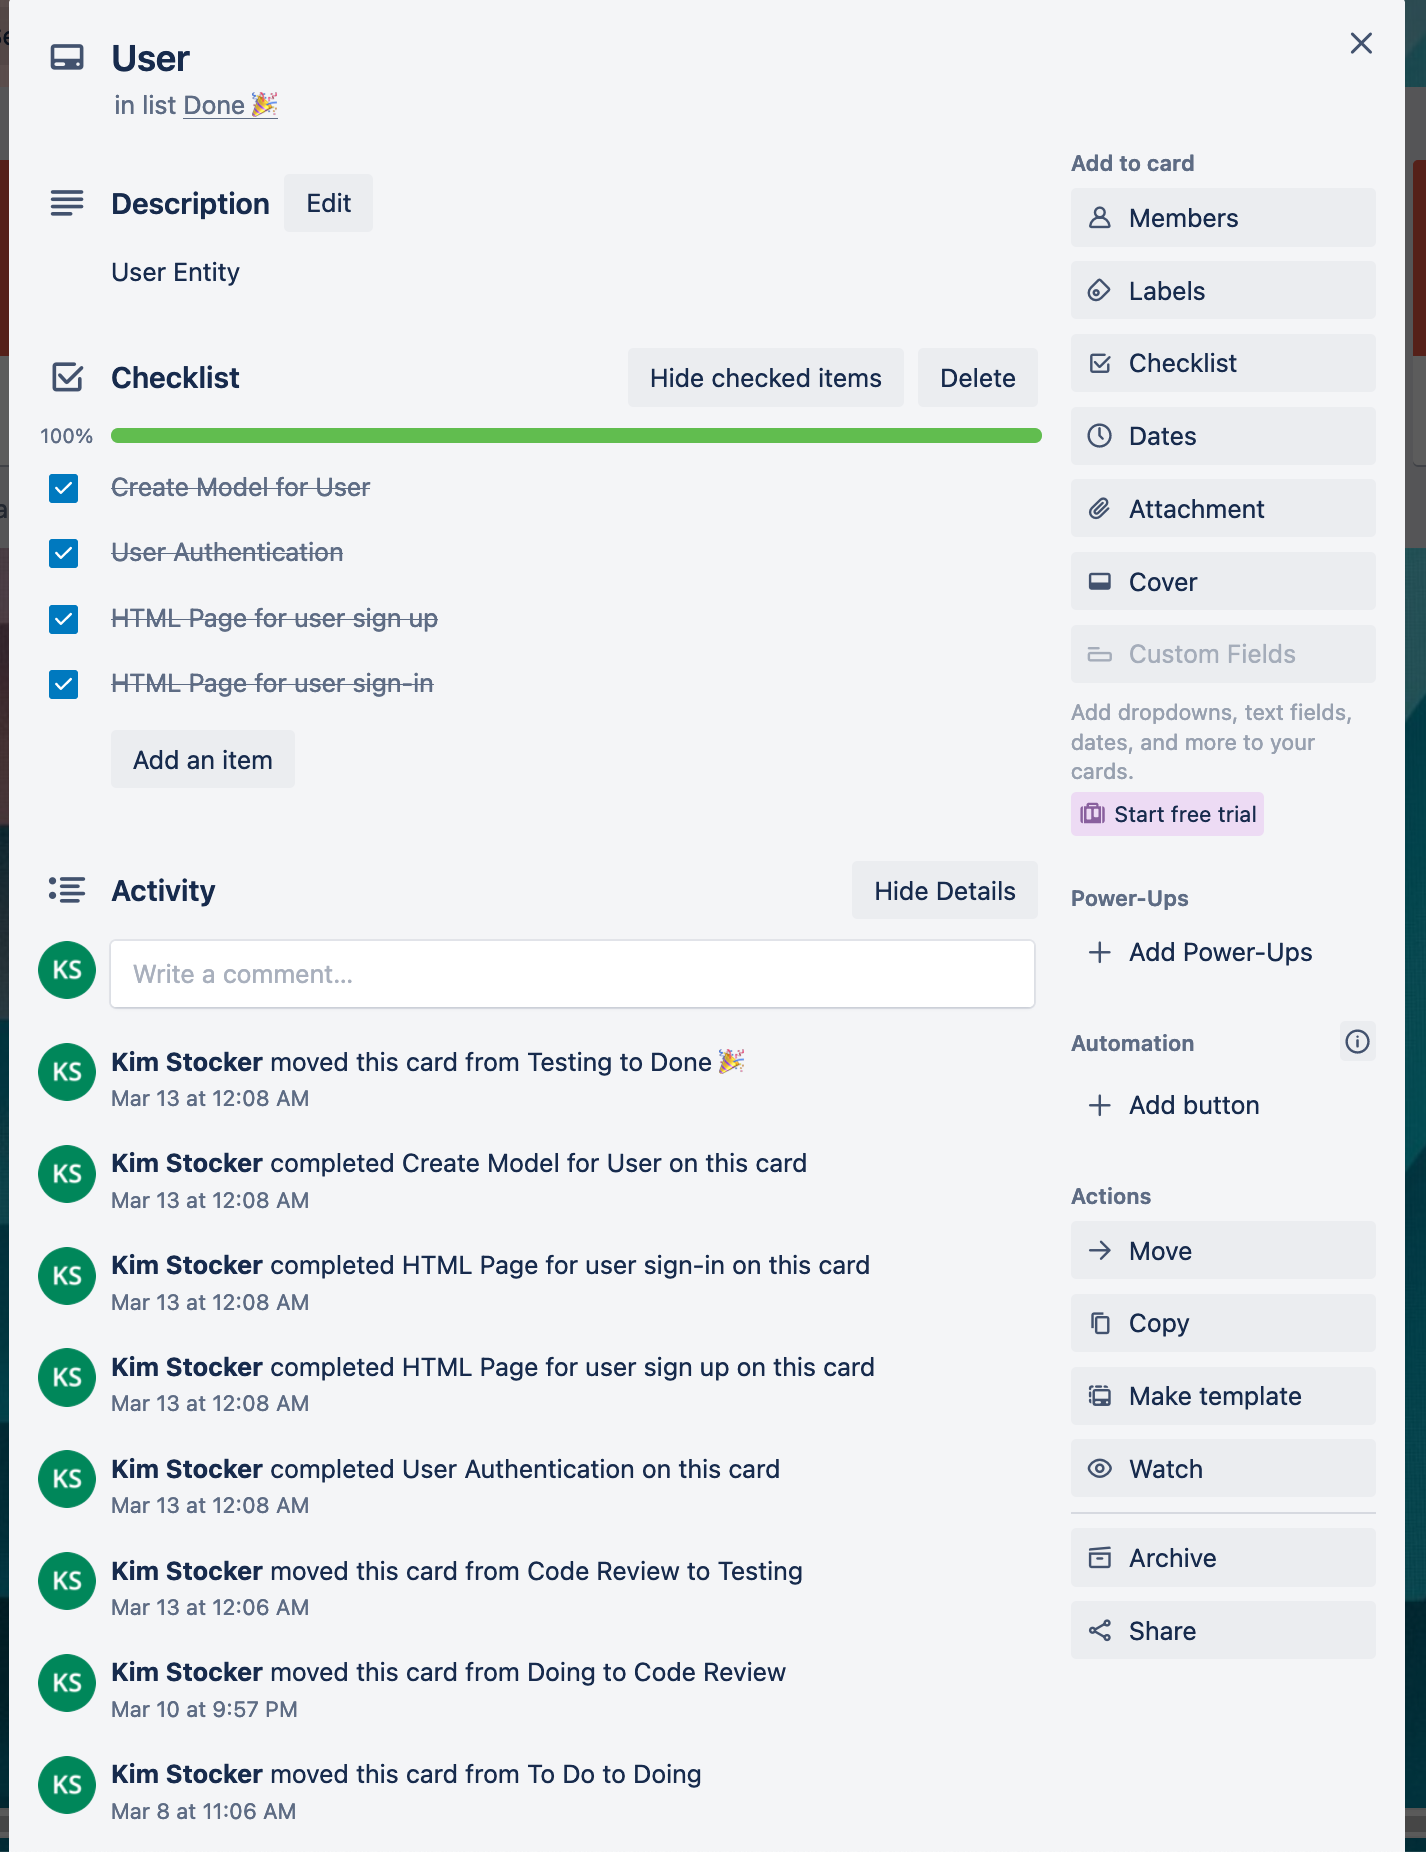 User
in list Done 🎉
Description
Edit
User Entity
Checklist
Hide checked items
Delete
100%
Create Model for User
User Authentication
HTML Page for user sign up
HTML Page for user sign-in
Add an item
Activity
Hide Details
KS
Write a comment...
KS
Kim Stocker moved this card from Testing to Done 🎉
Mar 13 at 12:08 AM
KS
Kim Stocker completed Create Model for User on this card
Mar 13 at 12:08 AM
KS
Kim Stocker completed HTML Page for user sign-in on this card
Mar 13 at 12:08 AM
KS
Kim Stocker completed HTML Page for user sign up on this card
Mar 13 at 12:08 AM
KS
Kim Stocker completed User Authentication on this card
Mar 13 at 12:08 AM
KS
Kim Stocker moved this card from Code Review to Testing
Mar 13 at 12:06 AM
KS
Kim Stocker moved this card from Doing to Code Review
Mar 10 at 9:57 PM
KS
Kim Stocker moved this card from To Do to Doing
Mar 8 at 11:06 AM
Add to card
Members
Labels
Checklist
Dates
Attachment
Cover
Custom Fields
Add dropdowns, text fields,
dates, and more to your
cards.
Start free trial
Power-Ups
Add Power-Ups
Automation
Add button
Actions
Move
Copy
Make template
Watch
Archive
Share